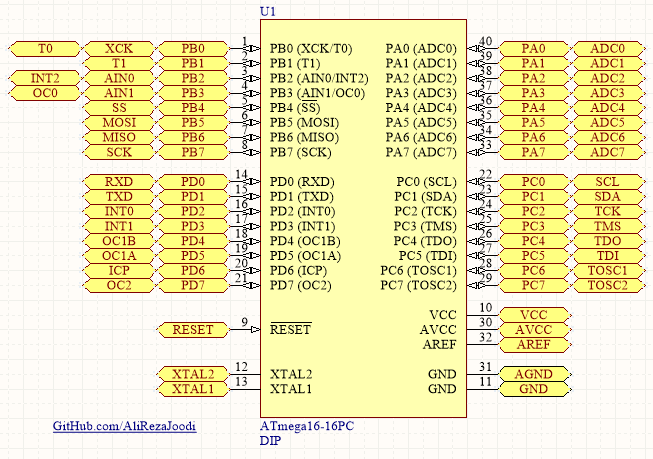 U1
T0 XCK PB0 1 PB0 (XCK/T0) PA0 (ADC0) 40 PA0 ADC0
T1 PB1 2 PB1 (T1) PA1 (ADC1) 39 PA1 ADC1
INT2 AIN0 PB2 3 PB2 (AIN0/INT2) PA2 (ADC2) 38 PA2 ADC2
OC0 AIN1 PB3 4 PB3 (AIN1/OC0) PA3 (ADC3) 37 PA3 ADC3
SS PB4 5 PB4 (SS) PA4 (ADC4) 36 PA4 ADC4
MOSI PB5 6 PB5 (MOSI) PA5 (ADC5) 35 PA5 ADC5
MISO PB6 7 PB6 (MISO) PA6 (ADC6) 34 PA6 ADC6
SCK PB7 8 PB7 (SCK) PA7 (ADC7) 33 PA7 ADC7
RXD PD0 14 PD0 (RXD) PC0 (SCL) 22 PC0 SCL
TXD PD1 15 PD1 (TXD) PC1 (SDA) 23 PC1 SDA
INT0 PD2 16 PD2 (INT0) PC2 (TCK) 24 PC2 TCK
INT1 PD3 17 PD3 (INT1) PC3 (TMS) 25 PC3 TMS
OC1B PD4 18 PD4 (OC1B) PC4 (TDO) 26 PC4 TDO
OC1A PD5 19 PD5 (OC1A) PC5 (TDI) 27 PC5 TDI
ICP PD6 20 PD6 (ICP) PC6 (TOSC1) 28 PC6 TOSC1
OC2 PD7 21 PD7 (OC2) PC7 (TOSC2) 29 PC7 TOSC2
VCC 10 VCC
RESET 9 RESET AVCC 30 AVCC
AREF 32 AREF
XTAL2 12 XTAL2 GND 31 AGND
XTAL1 13 XTAL1 GND 11 GND
GitHub.com/AliRezaJoodi ATmega16-16PC
DIP